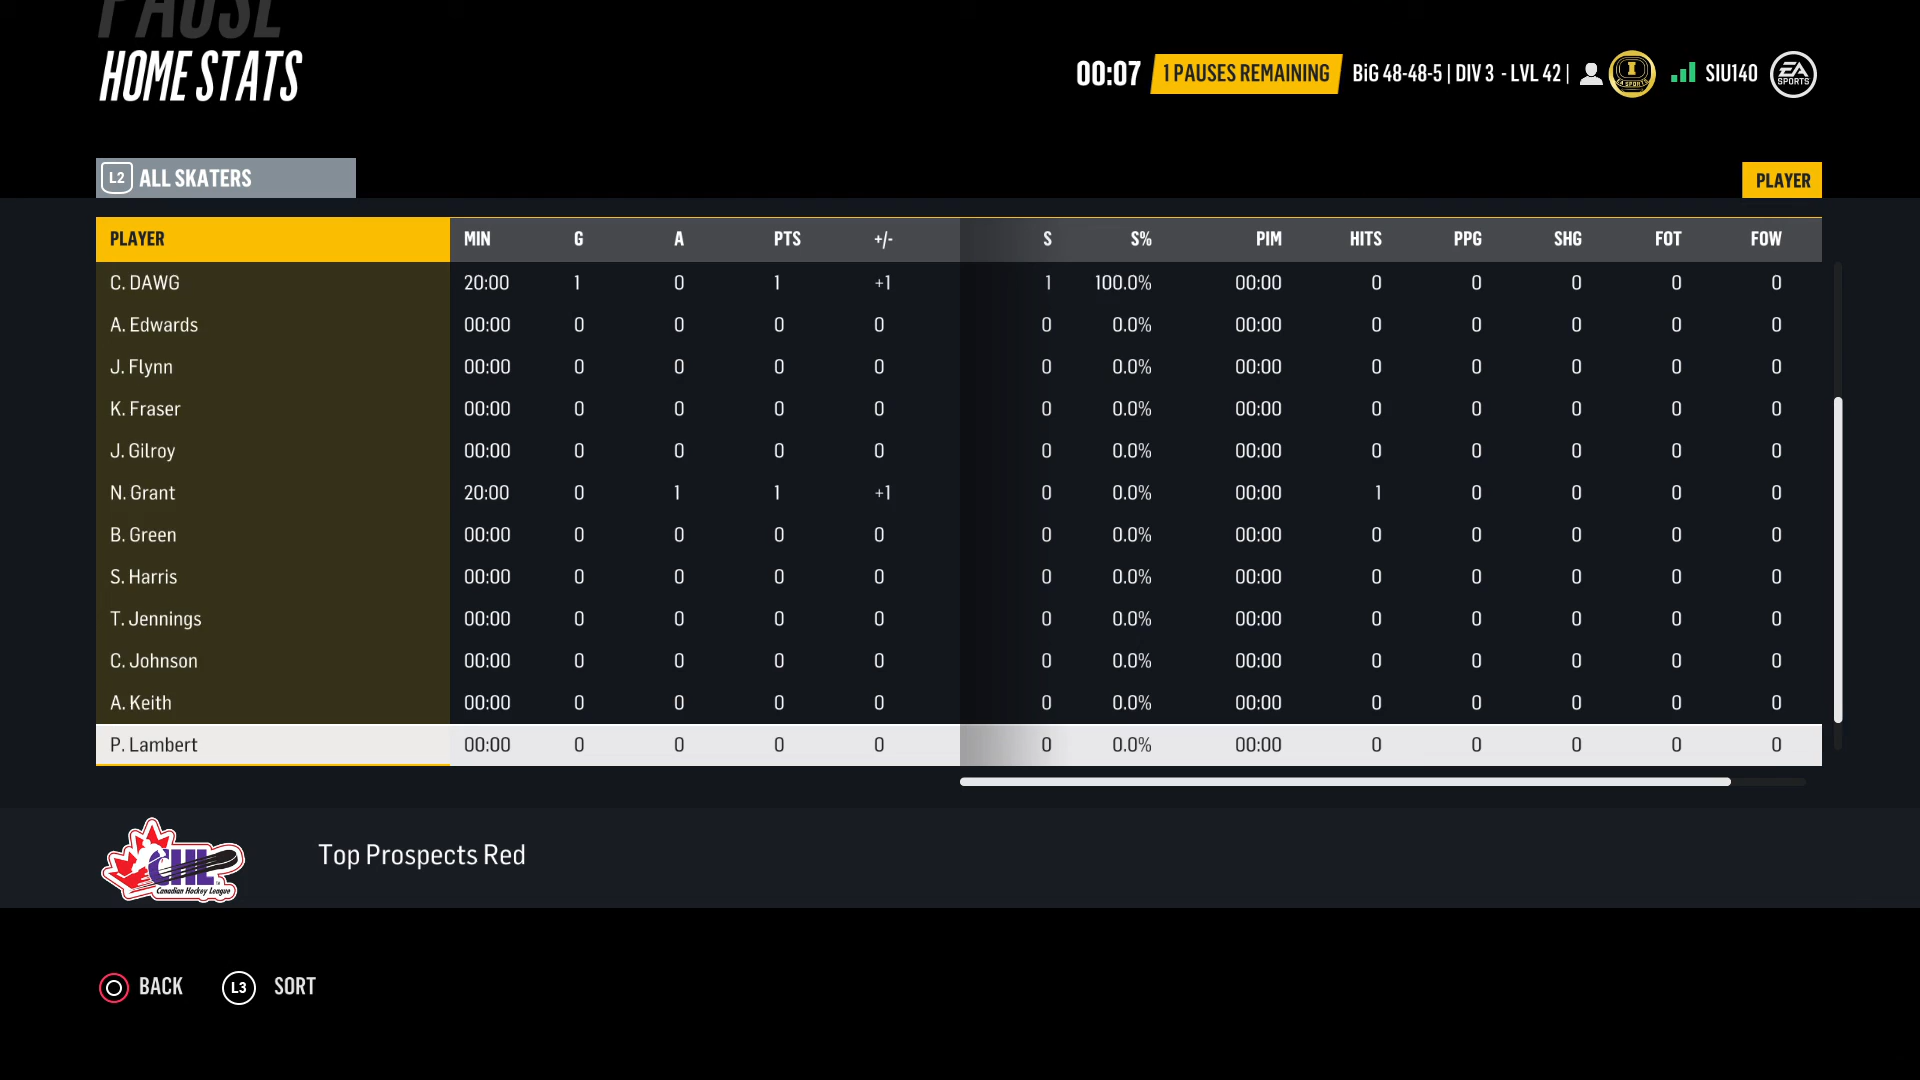 PAUSE
HOME STATS
00:07 1 PAUSES REMAINING BiG 48-48-5 | DIV 3 - LVL 42 | SIU140 EA SPORTS
L2 ALL SKATERS
PLAYER
PLAYER MIN G A PTS +/- S S% PIM HITS PPG SHG FOT FOW
C. DAWG 20:00 1 0 1 +1 1 100.0% 00:00 0 0 0 0 0
A. Edwards 00:00 0 0 0 0 0 0.0% 00:00 0 0 0 0 0
J. Flynn 00:00 0 0 0 0 0 0.0% 00:00 0 0 0 0 0
K. Fraser 00:00 0 0 0 0 0 0.0% 00:00 0 0 0 0 0
J. Gilroy 00:00 0 0 0 0 0 0.0% 00:00 0 0 0 0 0
N. Grant 20:00 0 1 1 +1 0 0.0% 00:00 1 0 0 0 0
B. Green 00:00 0 0 0 0 0 0.0% 00:00 0 0 0 0 0
S. Harris 00:00 0 0 0 0 0 0.0% 00:00 0 0 0 0 0
T. Jennings 00:00 0 0 0 0 0 0.0% 00:00 0 0 0 0 0
C. Johnson 00:00 0 0 0 0 0 0.0% 00:00 0 0 0 0 0
A. Keith 00:00 0 0 0 0 0 0.0% 00:00 0 0 0 0 0
P. Lambert 00:00 0 0 0 0 0 0.0% 00:00 0 0 0 0 0
CHL
Canadian Hockey League
Top Prospects Red
BACK L3 SORT